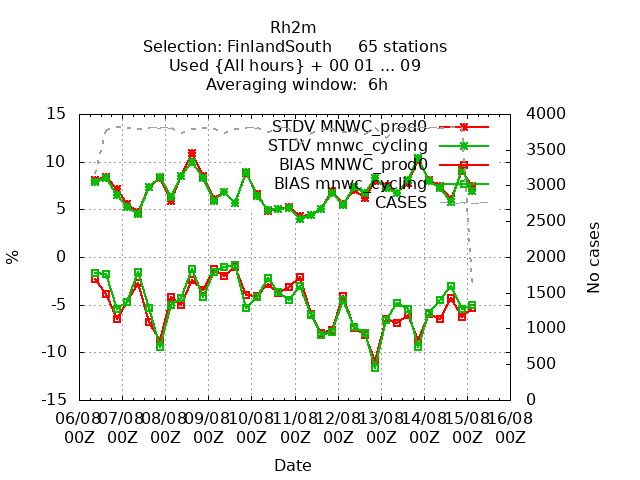 Rh2m
Selection: FinlandSouth 65 stations
Used {All hours} + 00 01 ... 09
Averaging window: 6h
15
10
5
0
-5
-10
-15
%
4000
3500
3000
2500
2000
1500
1000
500
0
No cases
STDV MNWC_prod0
STDV mnwc_cycling
BIAS MNWC_prod0
BIAS mnwc_cycling
CASES
06/08 07/08 08/08 09/08 10/08 11/08 12/08 13/08 14/08 15/08 16/08
00Z 00Z 00Z 00Z 00Z 00Z 00Z 00Z 00Z 00Z 00Z
Date